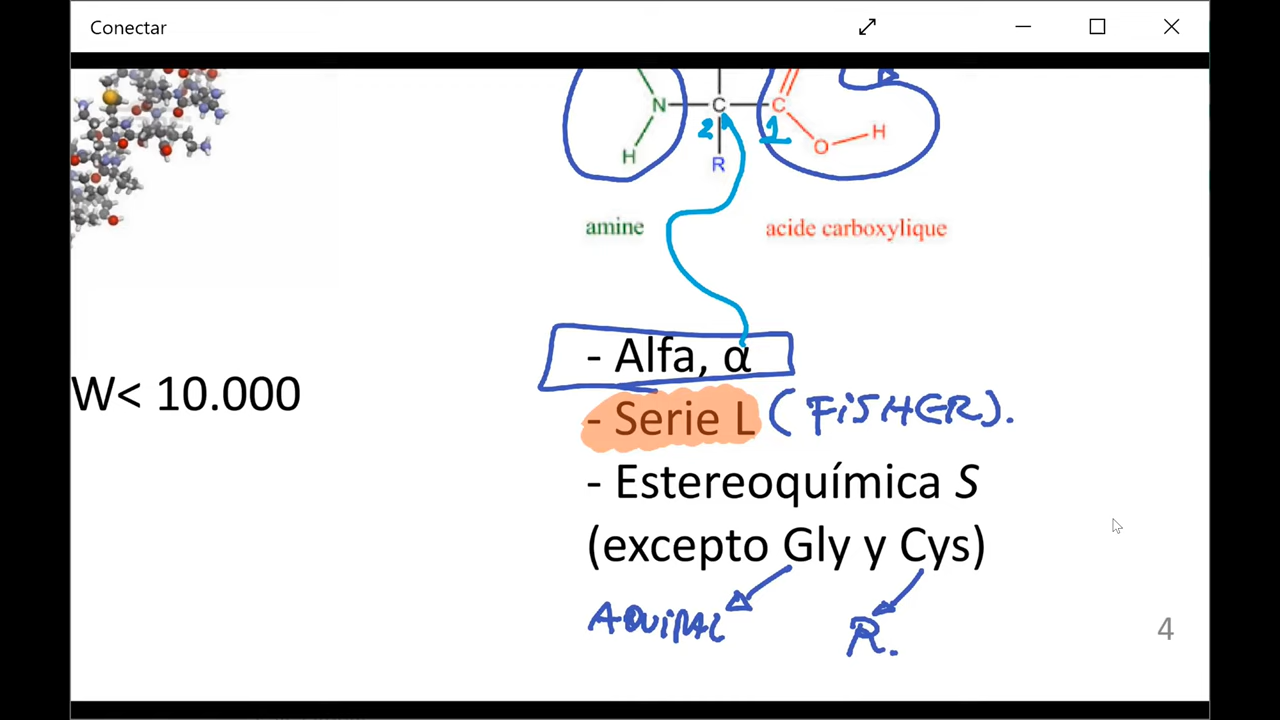 Conectar
N C C
2 1
H R O H
amine acide carboxylique
- Alfa, α
W< 10.000
- Serie L (FiSHER).
- Estereoquímica S
(excepto Gly y Cys)
AQUiRAL R.
4